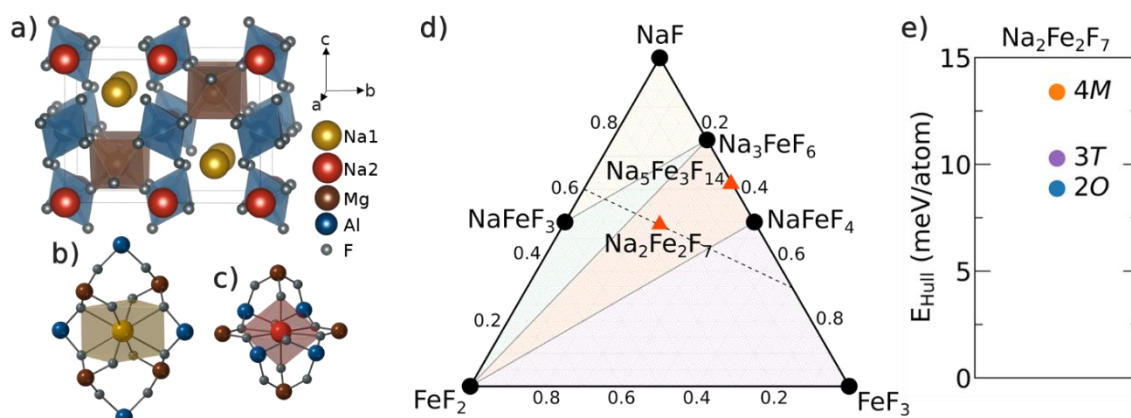 a)
c
b
a
Na1
Na2
Mg
Al
F
b)
c)
d)
NaF
0.8
0.2
Na₃FeF₆
Na₅Fe₃F₁₄
0.6
0.4
NaFeF₃
NaFeF₄
Na₂Fe₂F₇
0.4
0.6
0.2
0.8
FeF₂
0.8
0.6
0.4
0.2
FeF₃
e)
Na₂Fe₂F₇
15
4M
10
3T
2O
5
0
E_Hull (meV/atom)